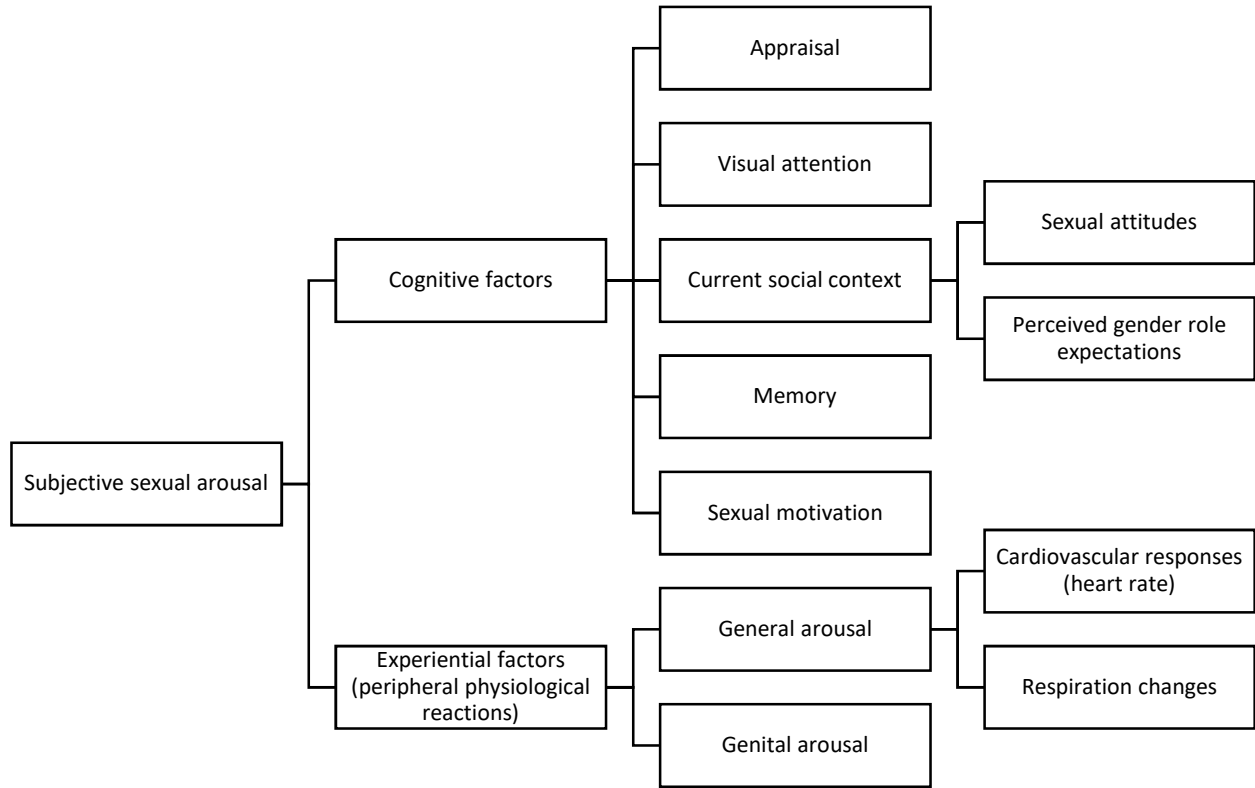 Subjective sexual arousal
Cognitive factors
Appraisal
Visual attention
Current social context
Sexual attitudes
Perceived gender role
expectations
Memory
Sexual motivation
Experiential factors
(peripheral physiological
reactions)
General arousal
Cardiovascular responses
(heart rate)
Respiration changes
Genital arousal